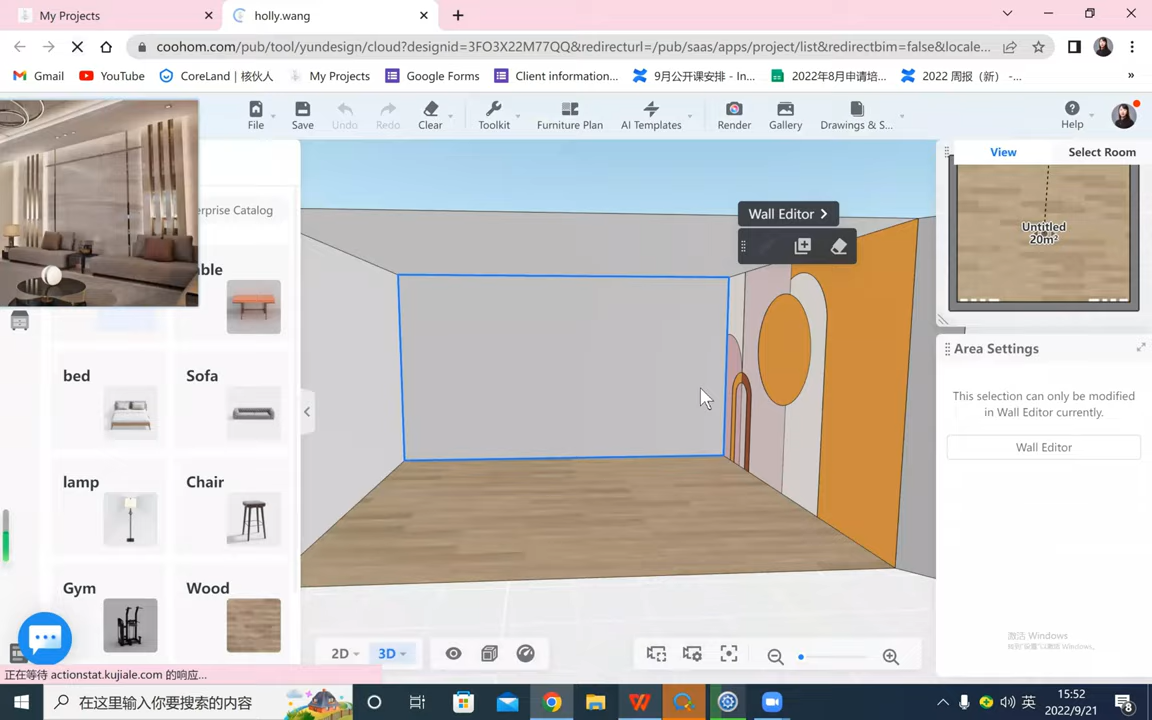 My Projects
holly.wang
coohom.com/pub/tool/yundesign/cloud?designid=3FO3X22M77QQ&redirecturl=/pub/saas/apps/project/list&redirectbim=false&locale...
Gmail
YouTube
CoreLand | 核伙人
My Projects
Google Forms
Client information...
9月公开课安排 - In...
2022年8月申请培...
2022 周报（新） -...
»
File
Save
Undo
Redo
Clear
Toolkit
Furniture Plan
AI Templates
Render
Gallery
Drawings & S...
Help
View
Select Room
erprise Catalog
Wall Editor
Untitled
20m²
ble
Area Settings
bed
Sofa
This selection can only be modified
in Wall Editor currently.
Wall Editor
lamp
Chair
Gym
Wood
激活 Windows
2D
3D
正在等待 actionstat.kujiale.com 的响应...
在这里输入你要搜索的内容
英
15:52
2022/9/21
8